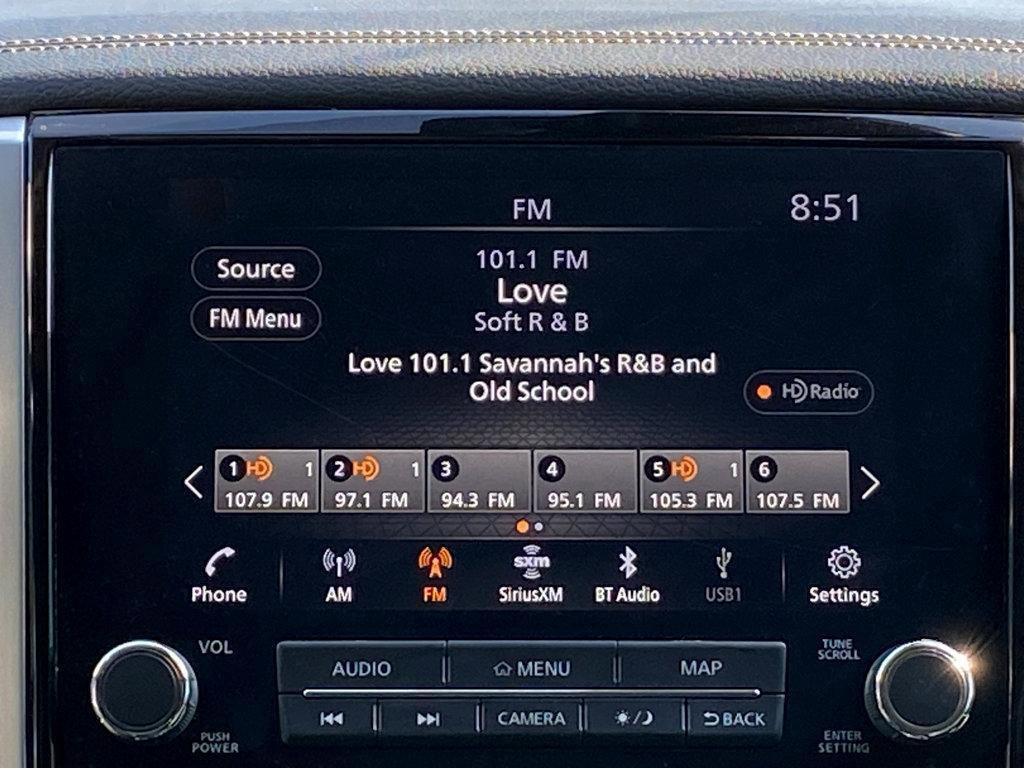 FM
8:51
Source
FM Menu
101.1 FM
Love
Soft R & B
Love 101.1 Savannah's R&B and
Old School
HD Radio
1 HD 1
107.9 FM
2 HD 1
97.1 FM
3
94.3 FM
4
95.1 FM
5 HD 1
105.3 FM
6
107.5 FM
Phone
AM
FM
sxm
SiriusXM
BT Audio
USB1
Settings
VOL
PUSH
POWER
AUDIO
MENU
MAP
CAMERA
BACK
TUNE
SCROLL
ENTER
SETTING